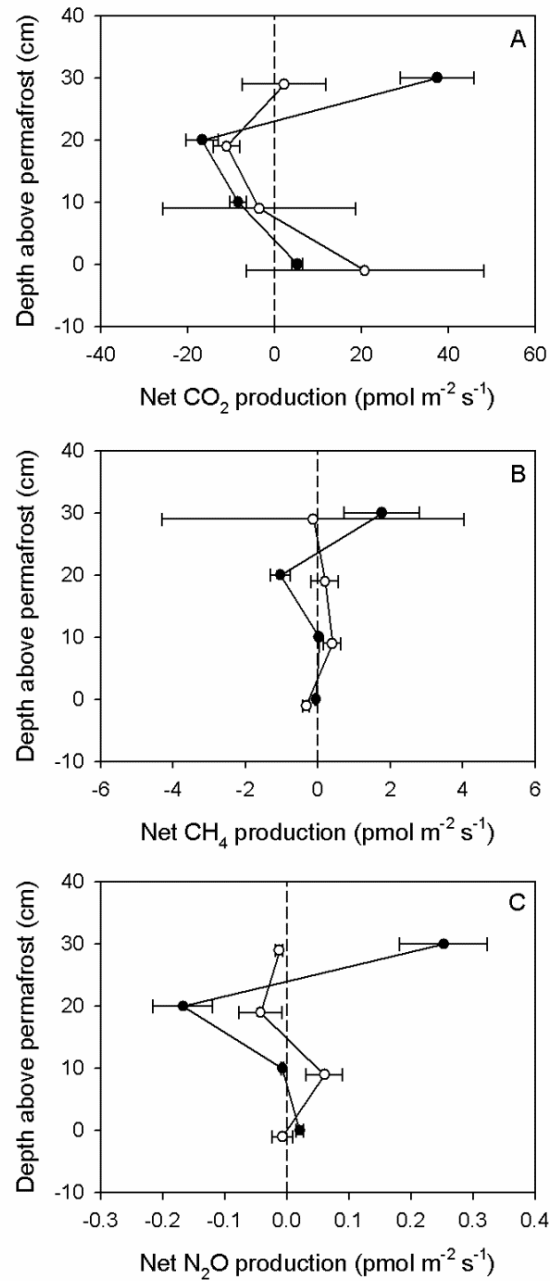 A
Depth above permafrost (cm)
40
30
20
10
0
-10
-40 -20 0 20 40 60
Net CO₂ production (pmol m⁻² s⁻¹)
B
Depth above permafrost (cm)
40
30
20
10
0
-10
-6 -4 -2 0 2 4 6
Net CH₄ production (pmol m⁻² s⁻¹)
C
Depth above permafrost (cm)
40
30
20
10
0
-10
-0.3 -0.2 -0.1 0.0 0.1 0.2 0.3 0.4
Net N₂O production (pmol m⁻² s⁻¹)